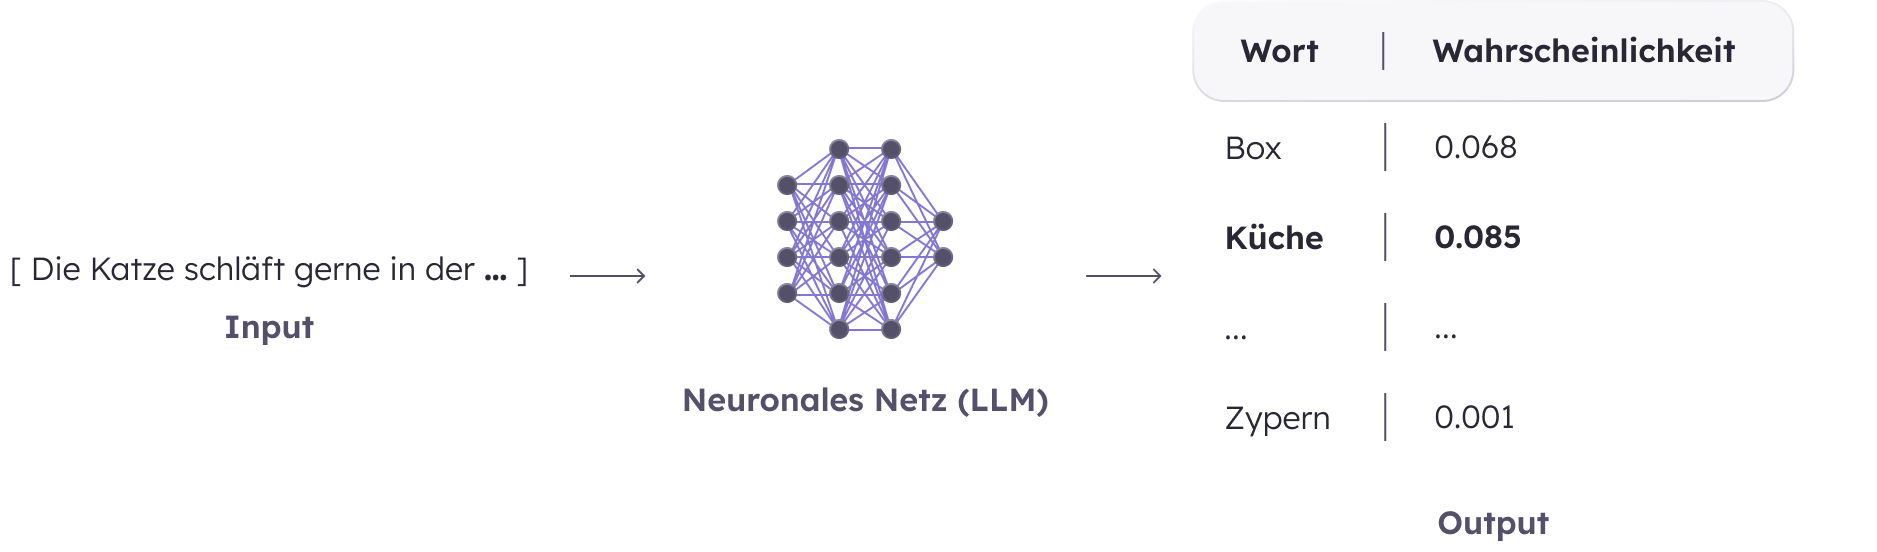 [ Die Katze schläft gerne in der ... ]
Input
Neuronales Netz (LLM)
Wort | Wahrscheinlichkeit
Box | 0.068
Küche | 0.085
... | ...
Zypern | 0.001
Output